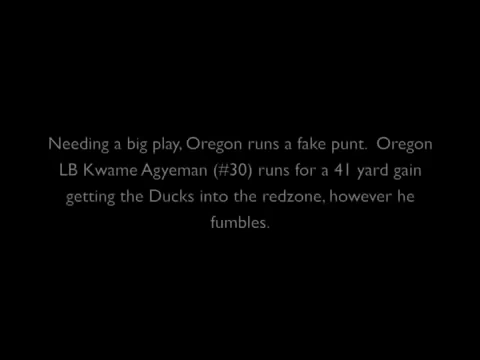 Needing a big play, Oregon runs a fake punt.  Oregon
LB Kwame Agyeman (#30) runs for a 41 yard gain
getting the Ducks into the redzone, however he
fumbles.